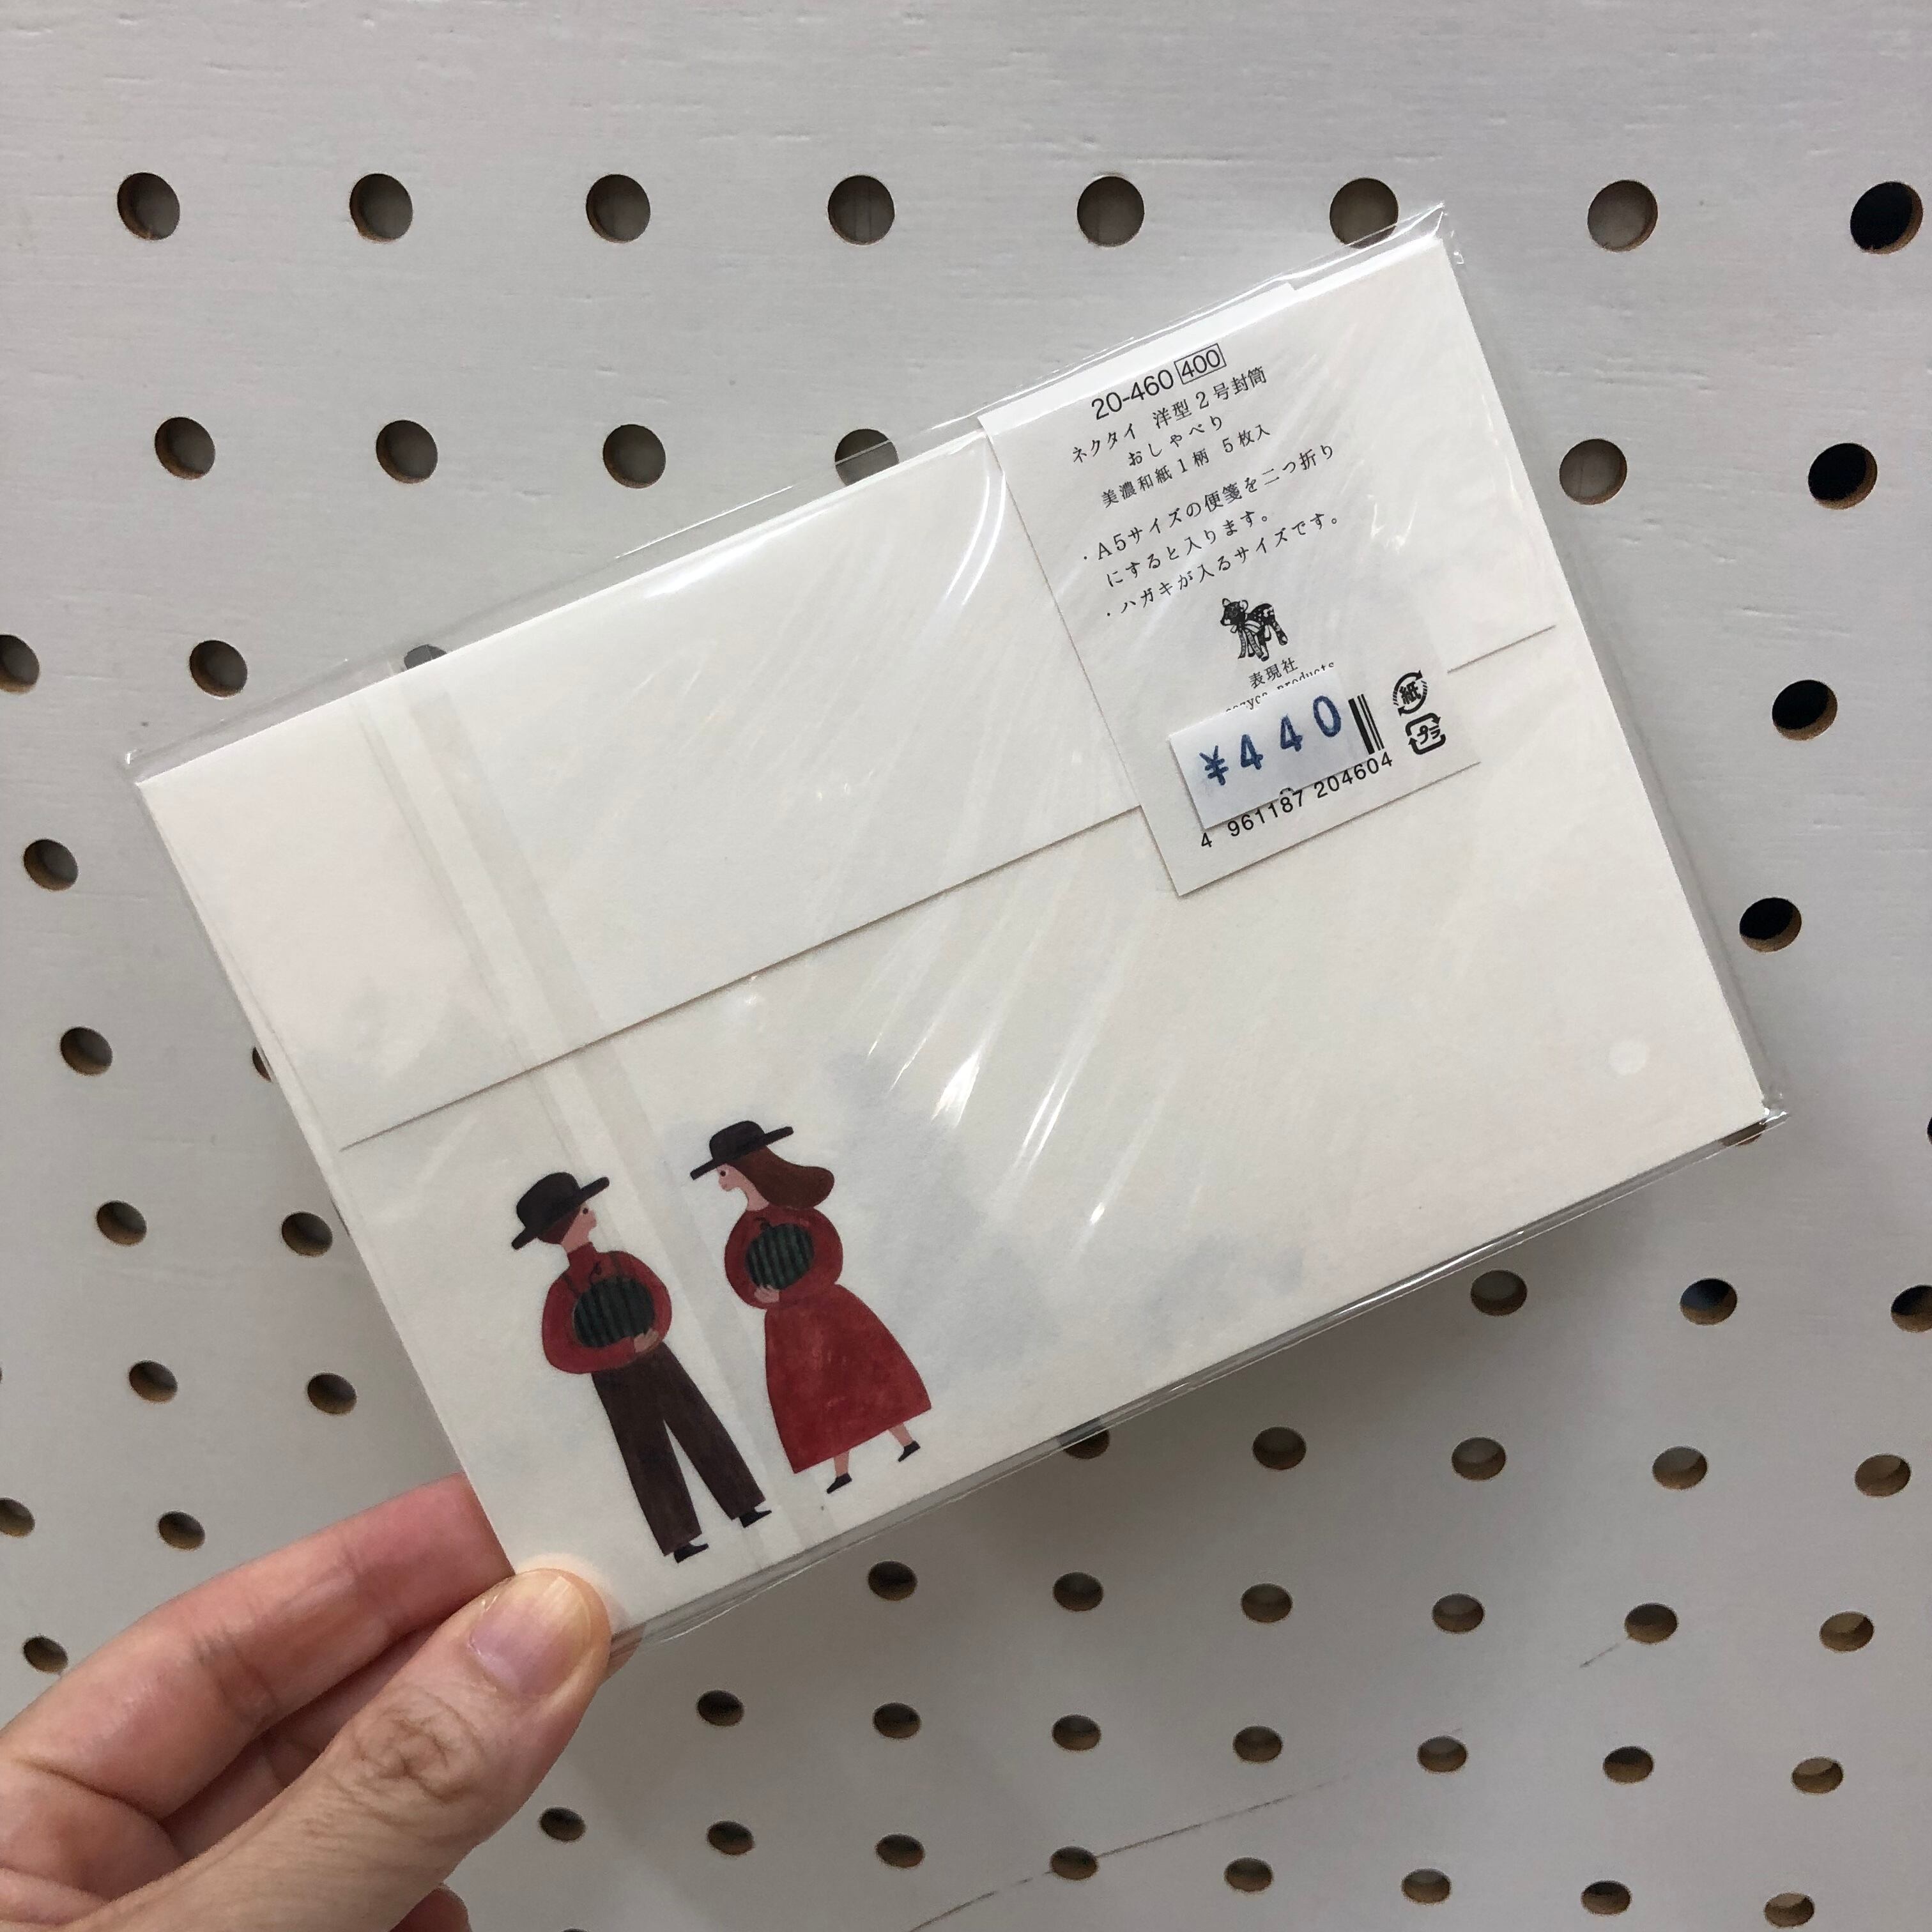 20-460 400
ネクタイ 洋型2号封筒
おしゃべり
美濃和紙1柄 5枚入
・A5サイズの便箋を二つ折り
にすると入ります。
・ハガキが入るサイズです。
表現社
products
¥440
4 961187 204604
紙
プラ